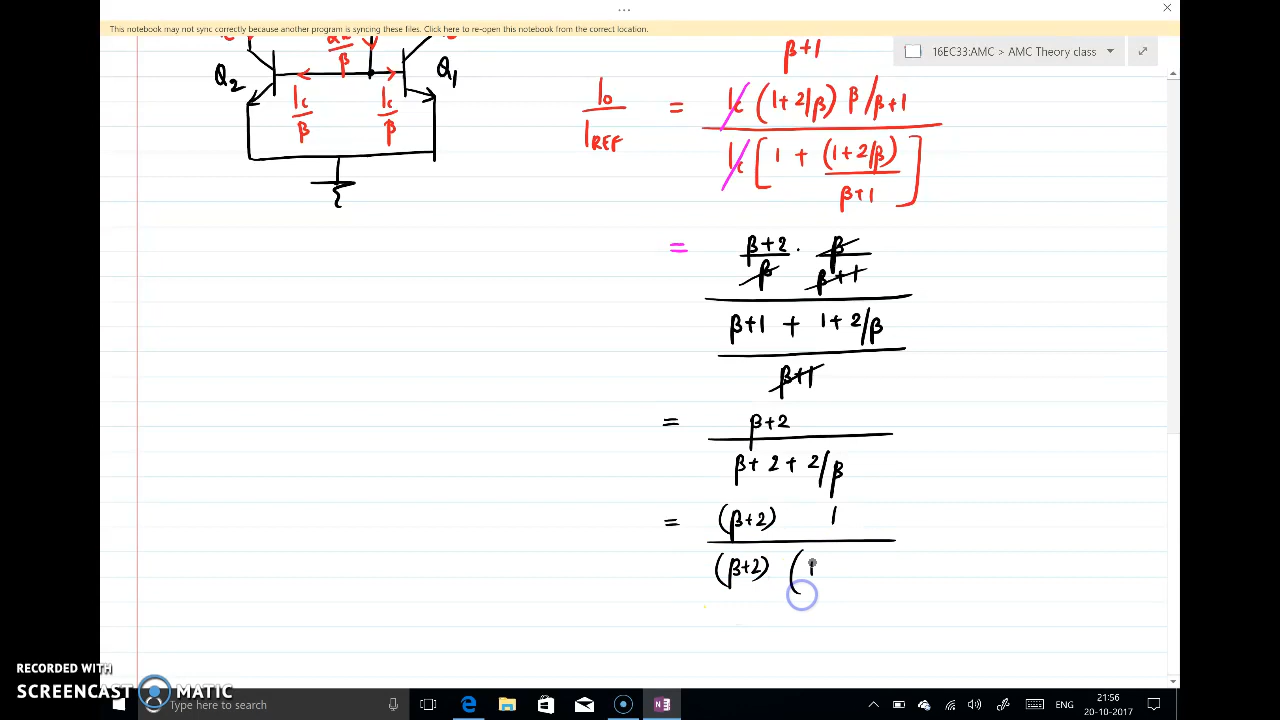 This notebook may not sync correctly because another program is syncing these files. Click here to re-open this notebook from the correct location.
16EC33:AMC > AMC Theory class
β
Q2
Q1
Ic/β
Ic/β
β+1
Io/IREF = Ic (1+2/β) β/β+1
Ic [1 + (1+2/β)/β+1]
= β+2/β · β/β+1
β+1 + 1+2/β
β+1
= β+2
β+2+2/β
= (β+2) 1
(β+2) (1
RECORDED WITH
SCREENCAST MATIC
Type here to search
ENG
21:56
20-10-2017